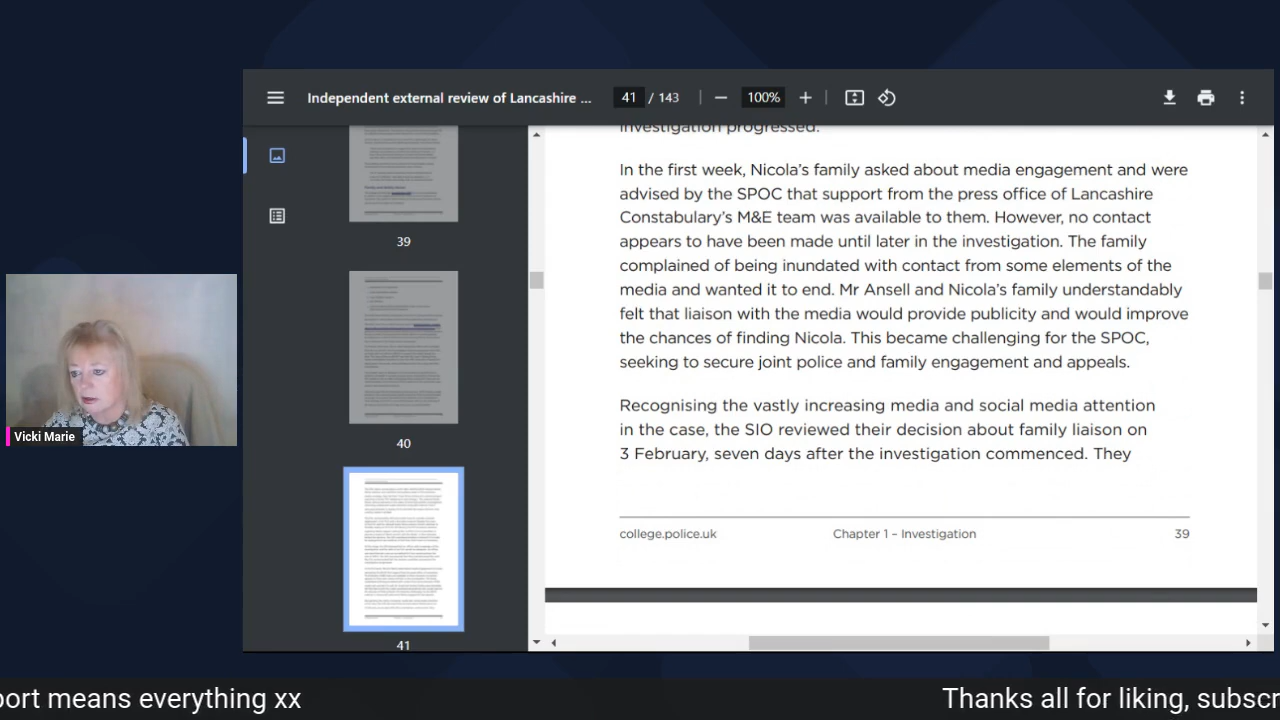 Independent external review of Lancashire ...
41 / 143
100%
investigation progressed.
In the first week, Nicola's family asked about media engagement and were
advised by the SPOC that support from the press office of Lancashire
Constabulary's M&E team was available to them. However, no contact
appears to have been made until later in the investigation. The family
complained of being inundated with contact from some elements of the
media and wanted it to end. Mr Ansell and Nicola's family understandably
felt that liaison with the media would provide publicity and would improve
the chances of finding Nicola. This became challenging for the SPOC,
seeking to secure joint police and family engagement and appeals.
Recognising the vastly increasing media and social media attention
in the case, the SIO reviewed their decision about family liaison on
3 February, seven days after the investigation commenced. They
college.police.uk
Chapter 1 – Investigation
39
39
40
41
Vicki Marie
port means everything xx
Thanks all for liking, subscr